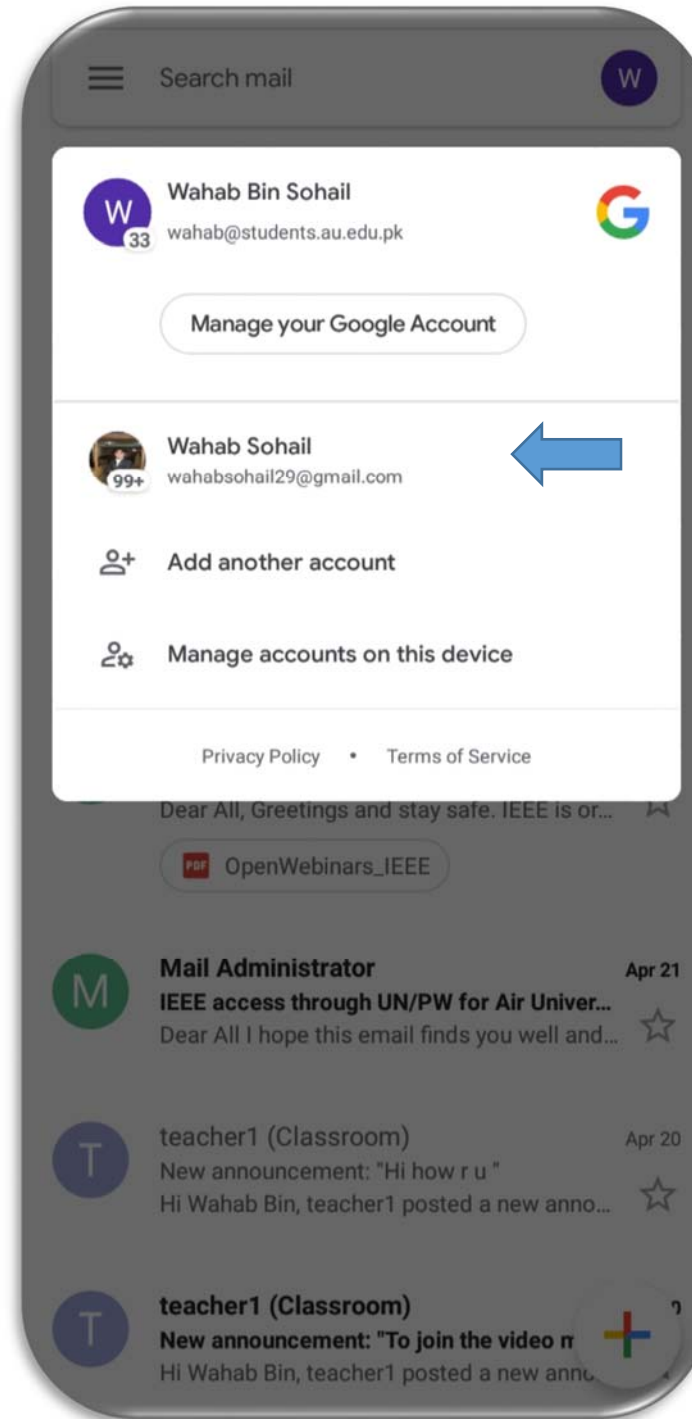 Search mail
W
Wahab Bin Sohail
W
33
wahab@students.au.edu.pk
G
Manage your Google Account
Wahab Sohail
99+
wahabsohail29@gmail.com
Add another account
Manage accounts on this device
Privacy Policy • Terms of Service
Dear All, Greetings and stay safe. IEEE is or...
PDF OpenWebinars_IEEE
M
Mail Administrator Apr 21
IEEE access through UN/PW for Air Univer...
Dear All I hope this email finds you well and...
T
teacher1 (Classroom) Apr 20
New announcement: "Hi how r u "
Hi Wahab Bin, teacher1 posted a new anno...
T
teacher1 (Classroom)
New announcement: "To join the video
Hi Wahab Bin, teacher1 posted a new